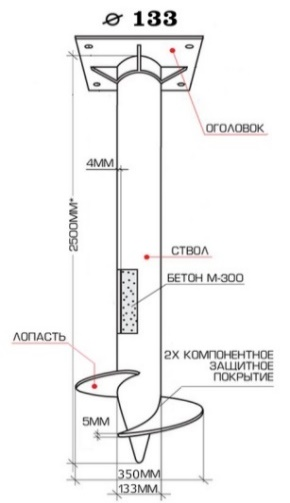 ⌀ 133
ОГОЛОВОК
4ММ
2500ММ*
СТВОЛ
БЕТОН М-300
ЛОПАСТЬ
2Х КОМПОНЕНТНОЕ
ЗАЩИТНОЕ
ПОКРЫТИЕ
5ММ
350ММ
133ММ